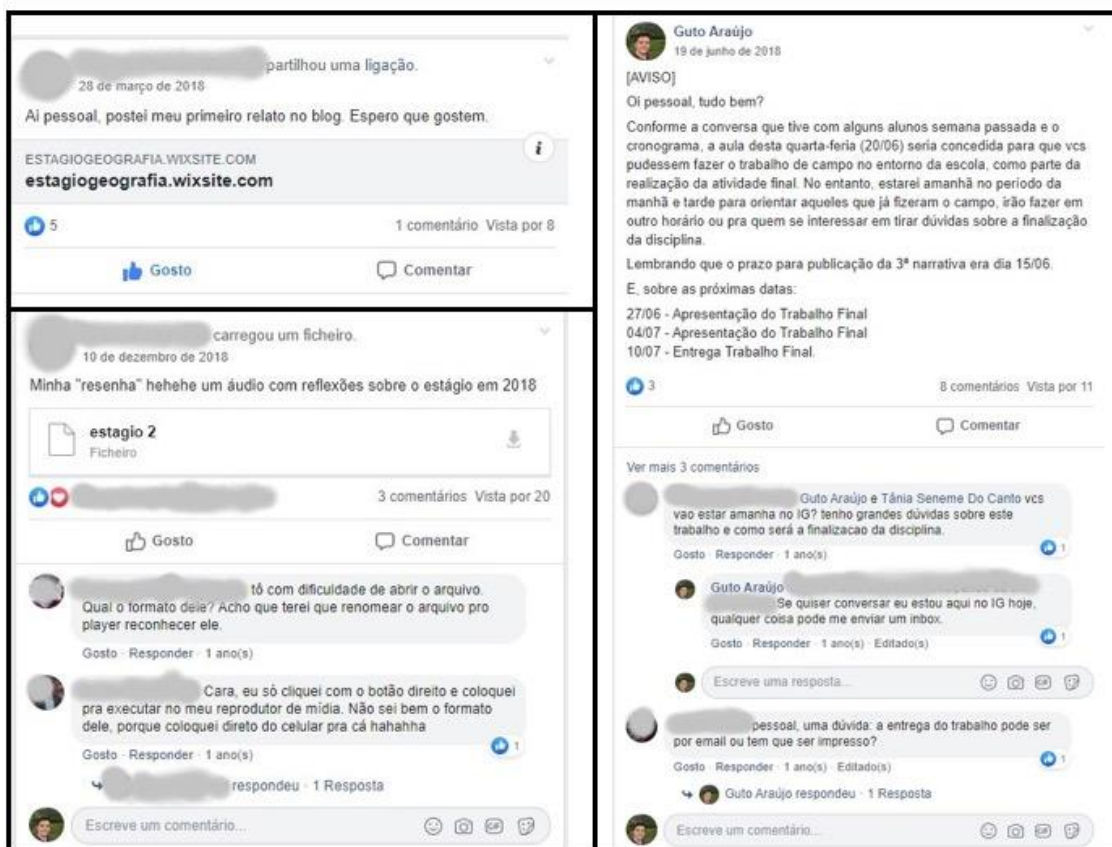 partilhou uma ligação.
28 de março de 2018
Ai pessoal, postei meu primeiro relato no blog. Espero que gostem.
ESTAGIOGEOGRAFIA.WIXSITE.COM
estagiogeografia.wixsite.com
i
5
1 comentário Vista por 8
Gosto
Comentar
carregou um ficheiro.
10 de dezembro de 2018
Minha "resenha" hehehe um áudio com reflexões sobre o estágio em 2018
estagio 2
Ficheiro
3 comentários Vista por 20
Gosto
Comentar
tô com dificuldade de abrir o arquivo.
Qual o formato dele? Acho que terei que renomear o arquivo pro
player reconhecer ele.
Gosto · Responder · 1 ano(s)
Cara, eu só cliquei com o botão direito e coloquei
pra executar no meu reprodutor de mídia. Não sei bem o formato
dele, porque coloquei direto do celular pra cá hahahha
1
Gosto · Responder · 1 ano(s)
respondeu · 1 Resposta
Escreve um comentário...
Guto Araújo
19 de junho de 2018
[AVISO]
Oi pessoal, tudo bem?
Conforme a conversa que tive com alguns alunos semana passada e o
cronograma, a aula desta quarta-feria (20/06) seria concedida para que vcs
pudessem fazer o trabalho de campo no entorno da escola, como parte da
realização da atividade final. No entanto, estarei amanhã no período da
manhã e tarde para orientar aqueles que já fizeram o campo, irão fazer em
outro horário ou pra quem se interessar em tirar dúvidas sobre a finalização
da disciplina.
Lembrando que o prazo para publicação da 3ª narrativa era dia 15/06.
E, sobre as próximas datas:
27/06 - Apresentação do Trabalho Final
04/07 - Apresentação do Trabalho Final
10/07 - Entrega Trabalho Final.
3
8 comentários Vista por 11
Gosto
Comentar
Ver mais 3 comentários
Guto Araújo e Tânia Seneme Do Canto vcs
vao estar amanha no IG? tenho grandes dúvidas sobre este
trabalho e como será a finalizacao da disciplina.
1
Gosto · Responder · 1 ano(s)
Guto Araújo
Se quiser conversar eu estou aqui no IG hoje,
qualquer coisa pode me enviar um inbox.
1
Gosto · Responder · 1 ano(s) · Editado(s)
Escreve uma resposta...
GIF
pessoal, uma dúvida: a entrega do trabalho pode ser
por email ou tem que ser impresso?
1
Gosto · Responder · 1 ano(s) · Editado(s)
Guto Araújo respondeu · 1 Resposta
Escreve um comentário...
GIF